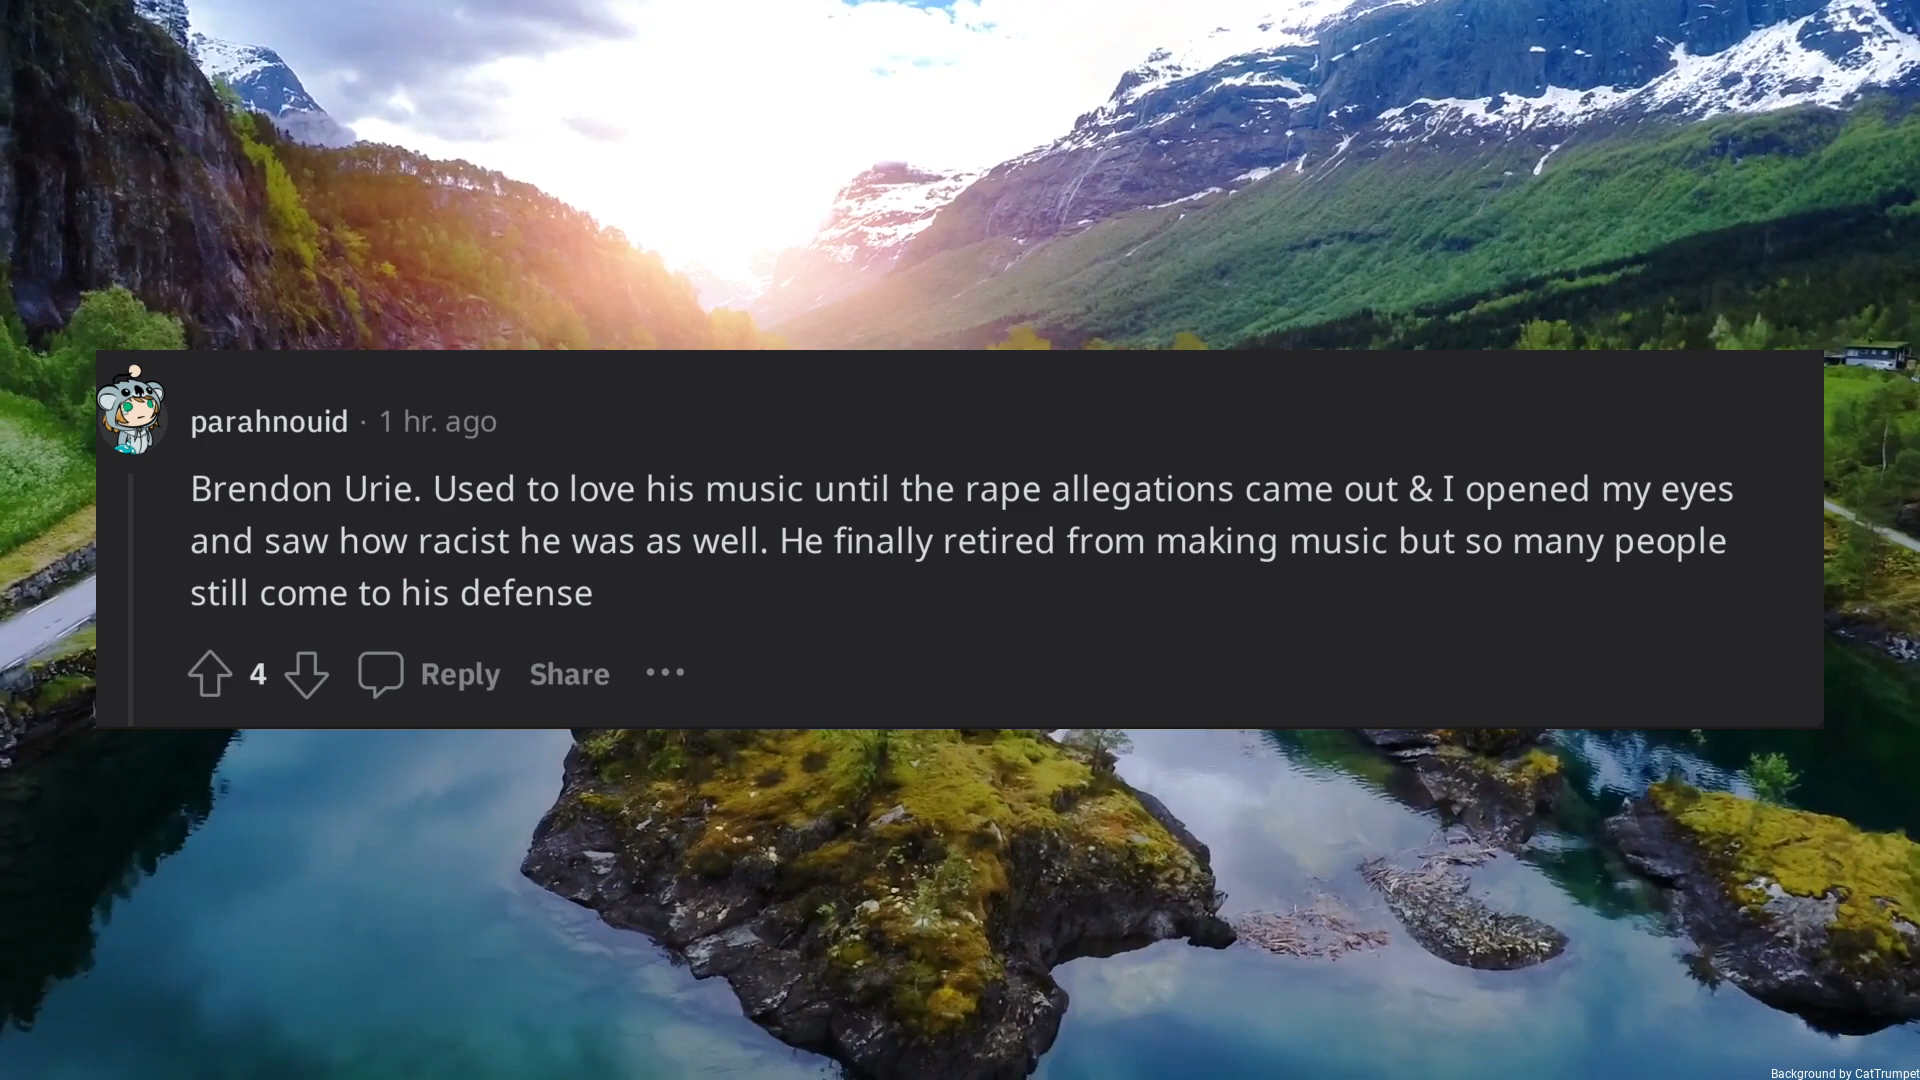 parahnouid · 1 hr. ago
Brendon Urie. Used to love his music until the rape allegations came out & I opened my eyes
and saw how racist he was as well. He finally retired from making music but so many people
still come to his defense
4 Reply Share ···
Background by CatTrumpet